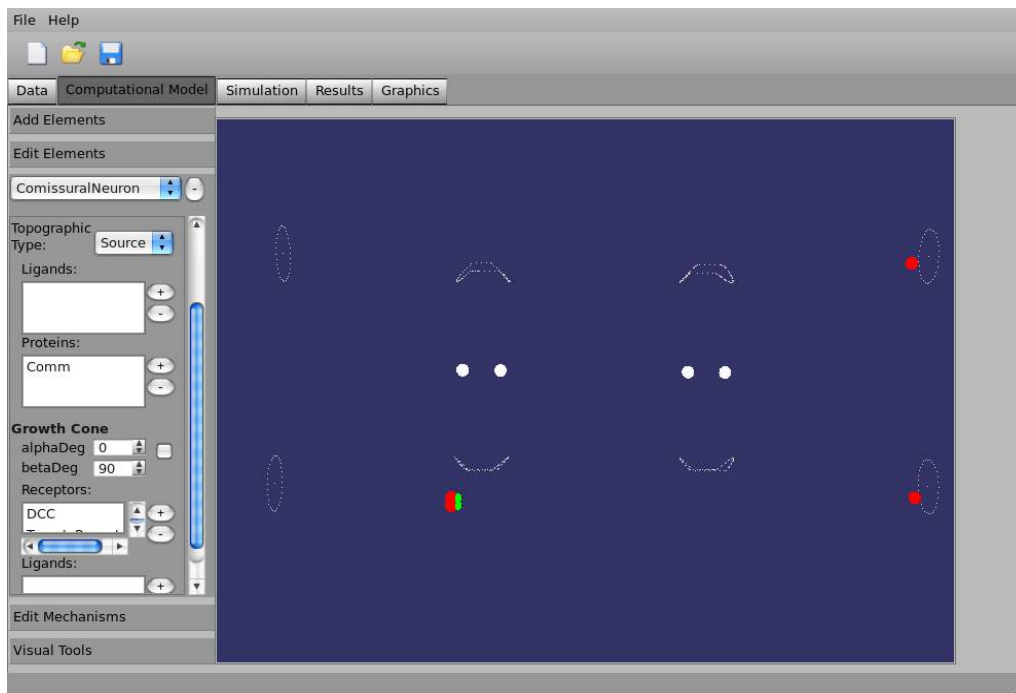 File Help
Data Computational Model Simulation Results Graphics
Add Elements
Edit Elements
ComissuralNeuron -
Topographic
Type: Source
Ligands:
+
-
Proteins:
Comm +
-
Growth Cone
alphaDeg 0
betaDeg 90
Receptors:
DCC +
-
Ligands:
+
Edit Mechanisms
Visual Tools